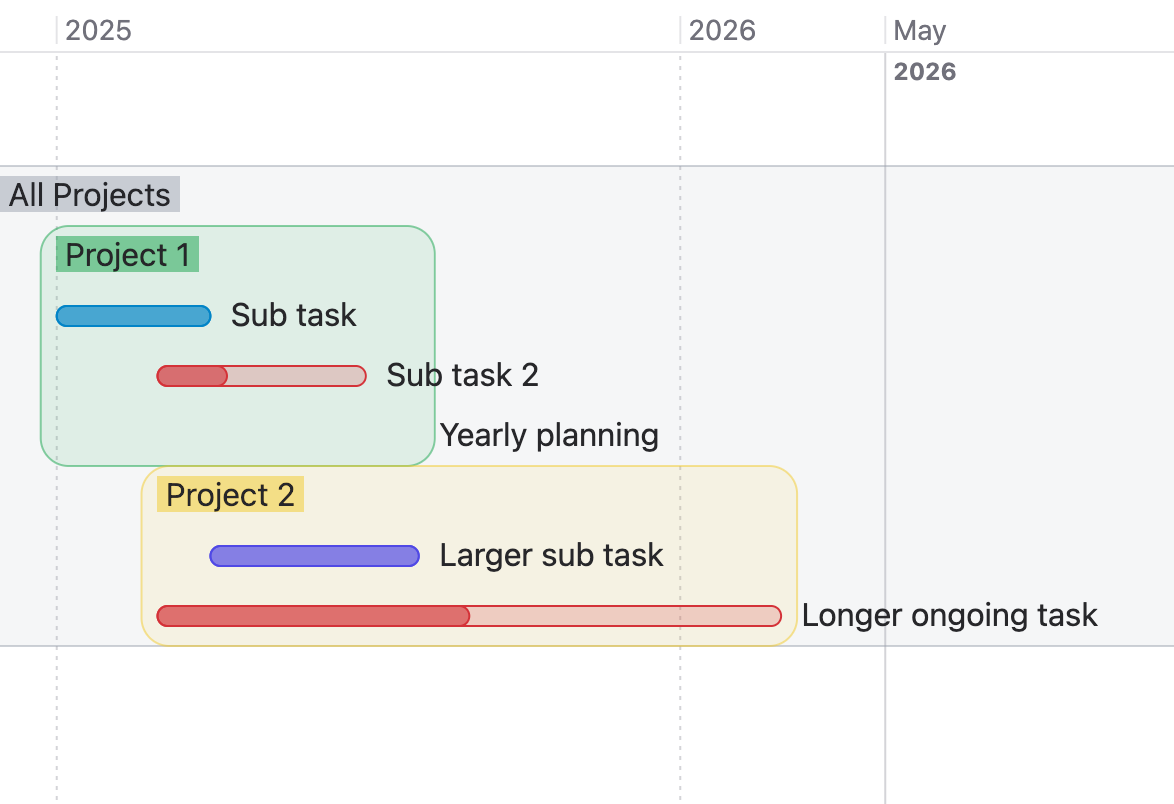 2025
2026
May
2026
All Projects
Project 1
Sub task
Sub task 2
Yearly planning
Project 2
Larger sub task
Longer ongoing task